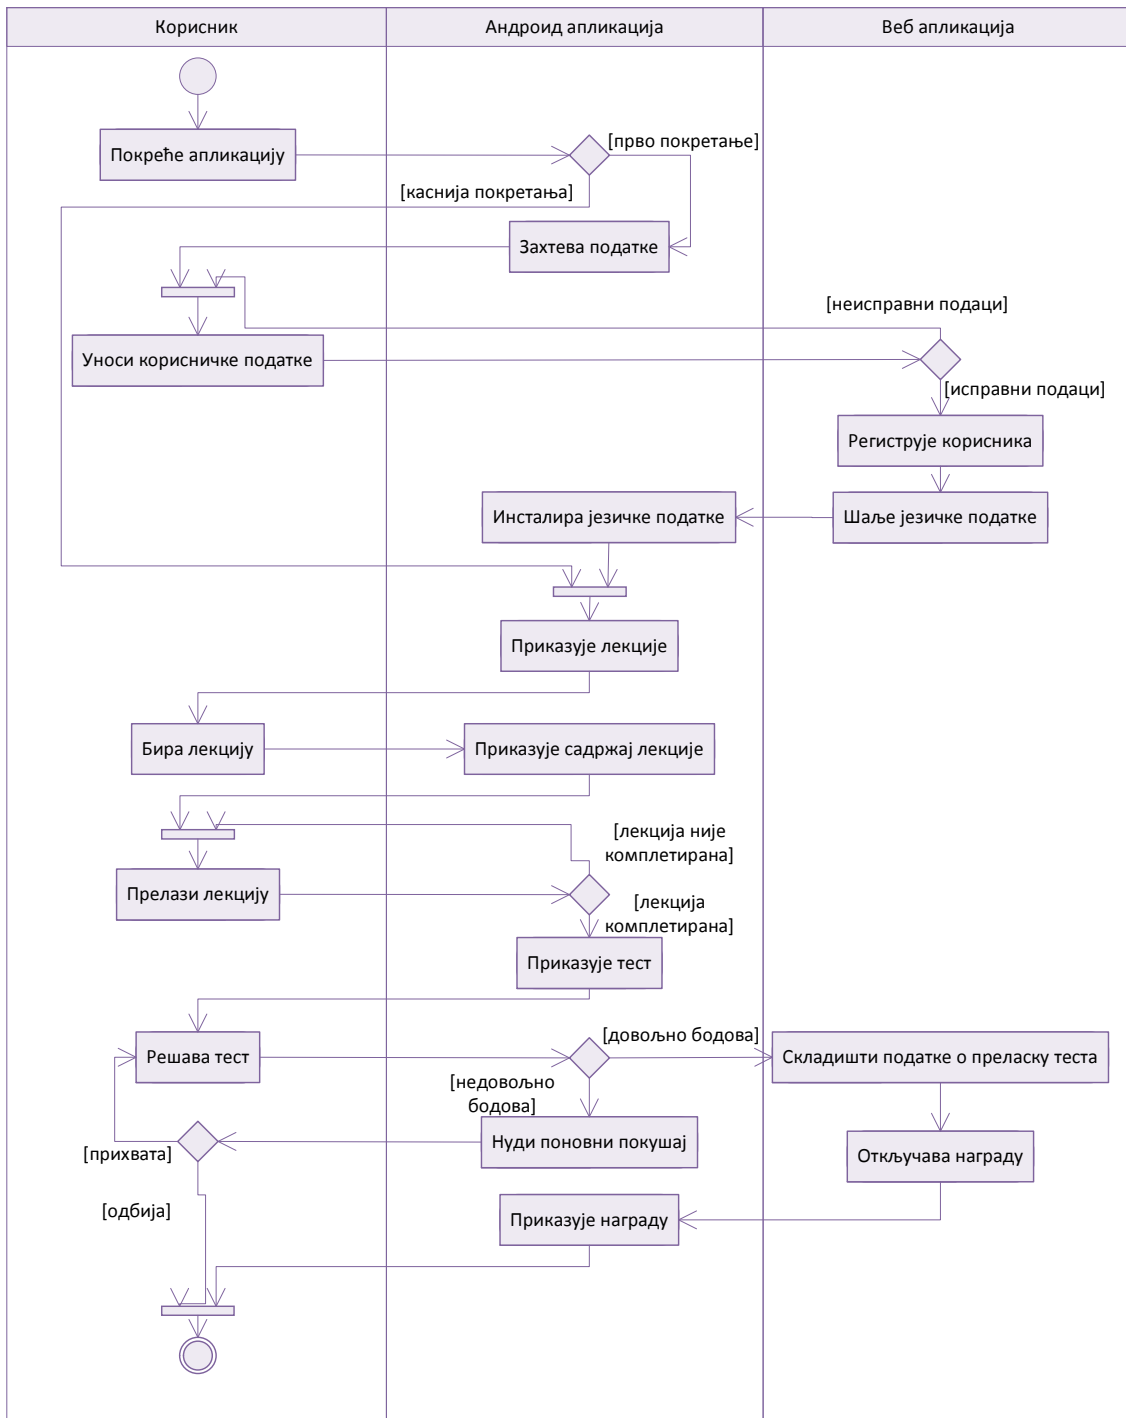 Корисник
Андроид апликација
Веб апликација
Покреће апликацију
[прво покретање]
[каснија покретања]
Захтева податке
[неисправни подаци]
Уноси корисничке податке
[исправни подаци]
Региструје корисника
Инсталира језичке податке
Шаље језичке податке
Приказује лекције
Бира лекцију
Приказује садржај лекције
[лекција није
комплетирана]
Прелази лекцију
[лекција
комплетирана]
Приказује тест
Решава тест
[довољно бодова]
Складишти податке о преласку теста
[недовољно
бодова]
Нуди поновни покушај
[прихвата]
Откључава награду
[одбија]
Приказује награду